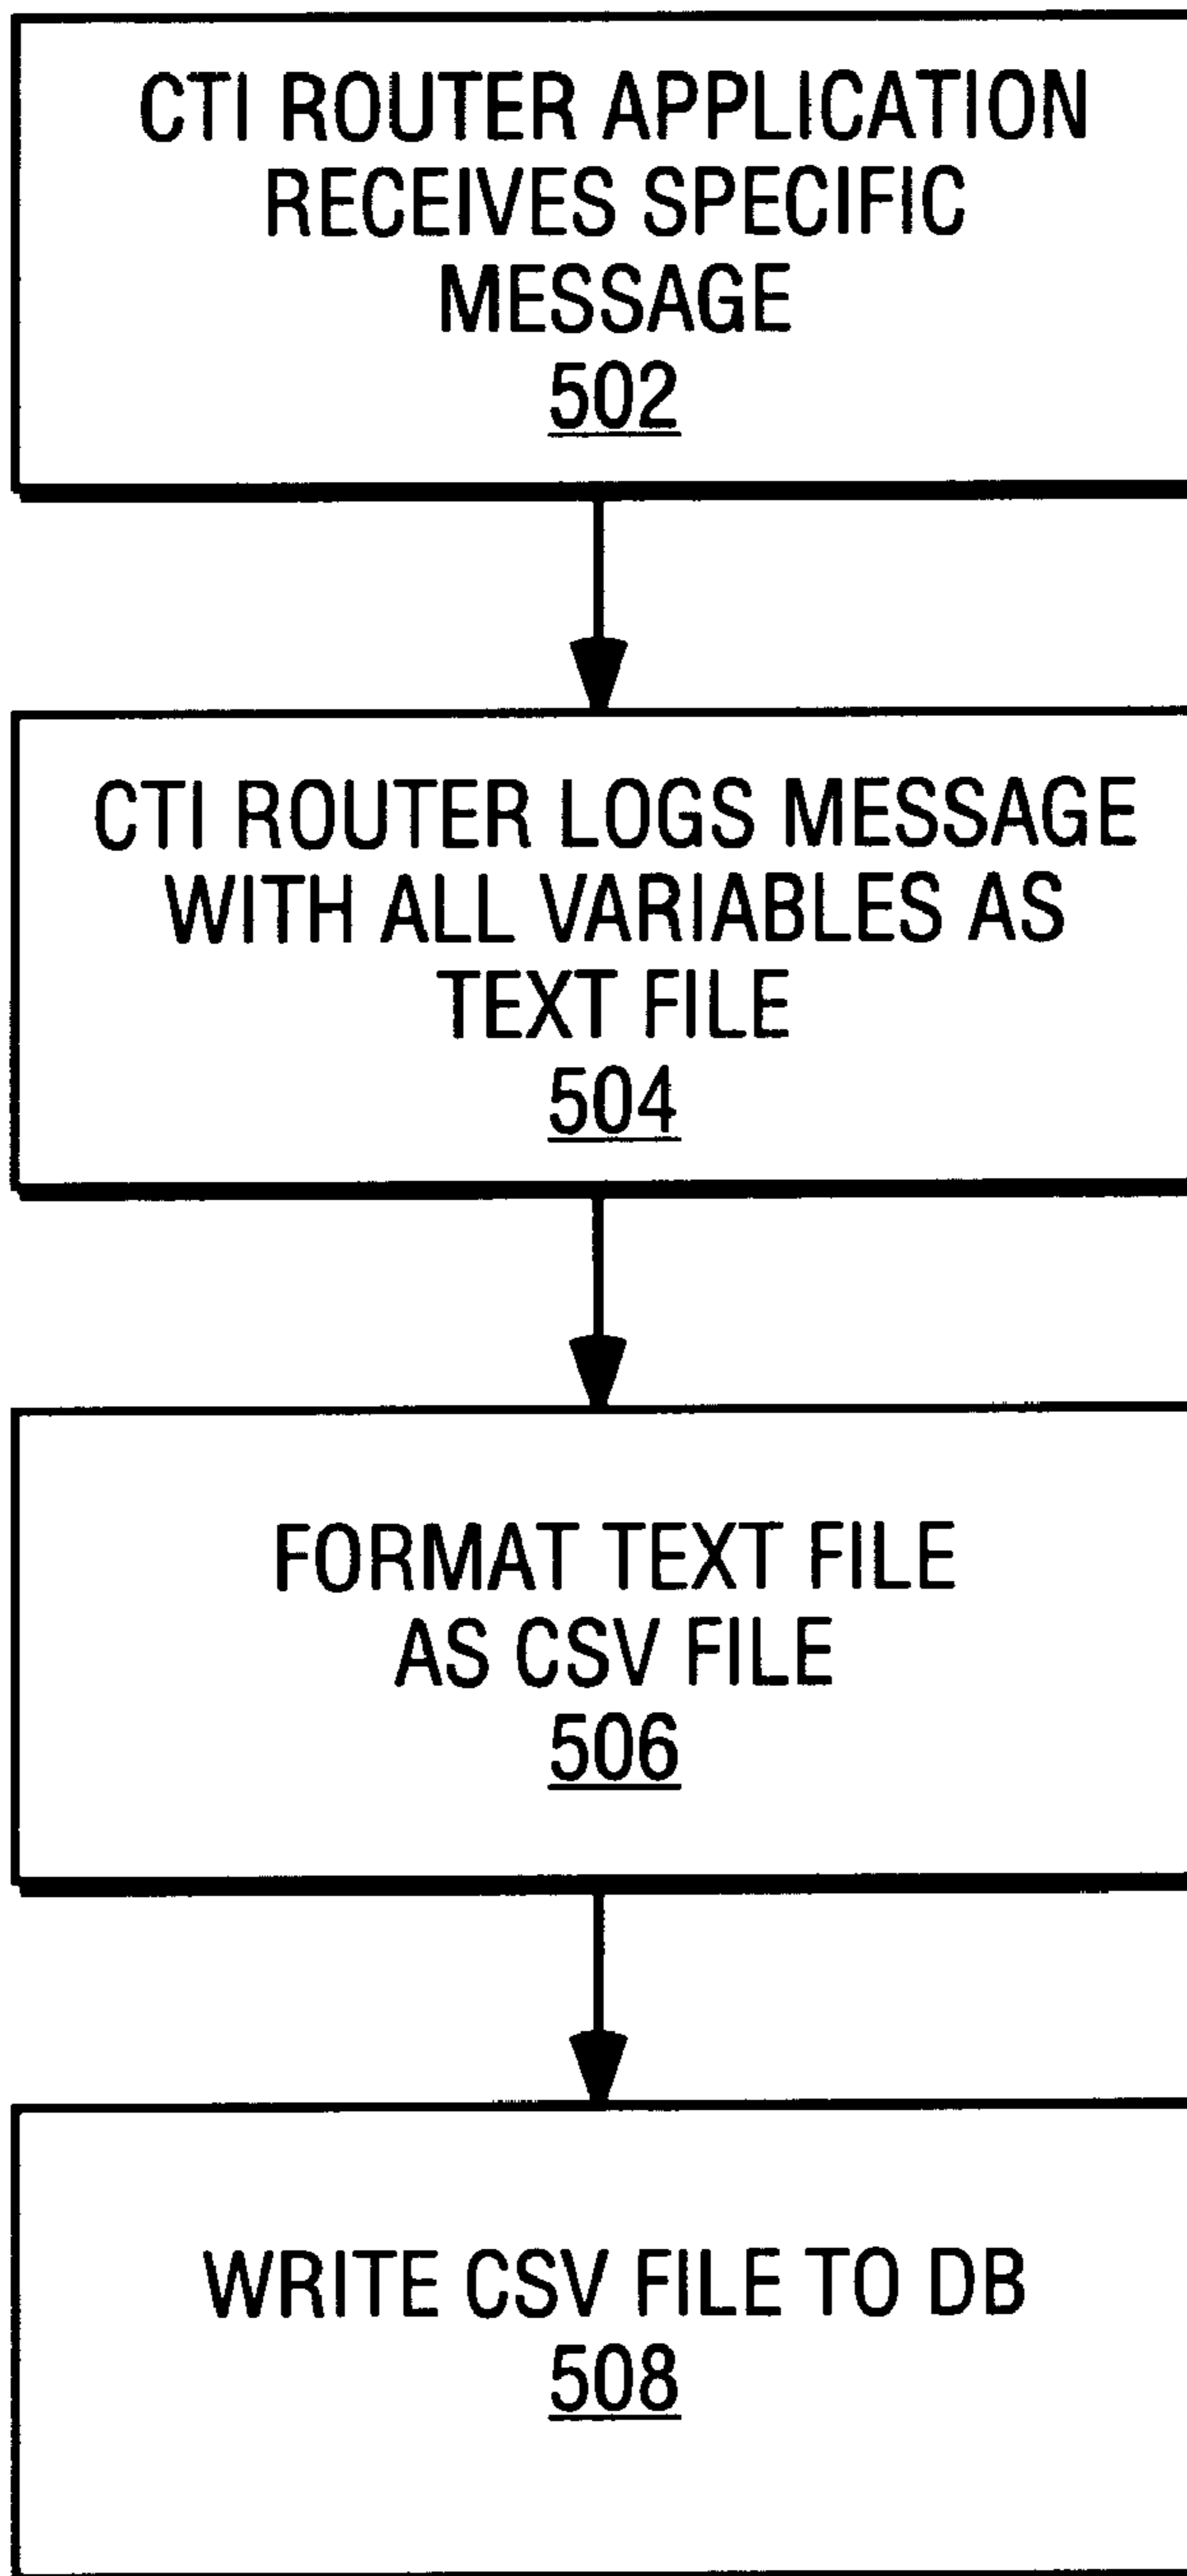 CTI ROUTER APPLICATION
RECEIVES SPECIFIC
MESSAGE
502
CTI ROUTER LOGS MESSAGE
WITH ALL VARIABLES AS
TEXT FILE
504
FORMAT TEXT FILE
AS CSV FILE
506
WRITE CSV FILE TO DB
508